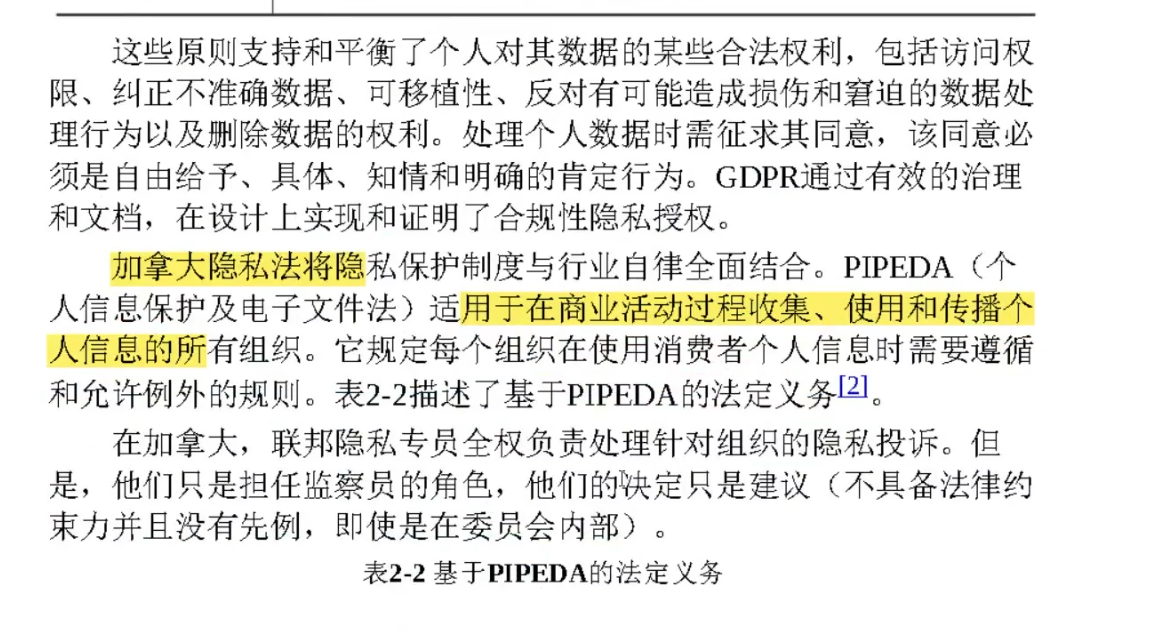 这些原则支持和平衡了个人对其数据的某些合法权利，包括访问权
限、纠正不准确数据、可移植性、反对有可能造成损伤和窘迫的数据处
理行为以及删除数据的权利。处理个人数据时需征求其同意，该同意必
须是自由给予、具体、知情和明确的肯定行为。GDPR通过有效的治理
和文档，在设计上实现和证明了合规性隐私授权。
加拿大隐私法将隐私保护制度与行业自律全面结合。PIPEDA（个
人信息保护及电子文件法）适用于在商业活动过程收集、使用和传播个
人信息的所有组织。它规定每个组织在使用消费者个人信息时需要遵循
和允许例外的规则。表2-2描述了基于PIPEDA的法定义务[2]。
在加拿大，联邦隐私专员全权负责处理针对组织的隐私投诉。但
是，他们只是担任监察员的角色，他们的决定只是建议（不具备法律约
束力并且没有先例，即使是在委员会内部）。
表2-2 基于PIPEDA的法定义务